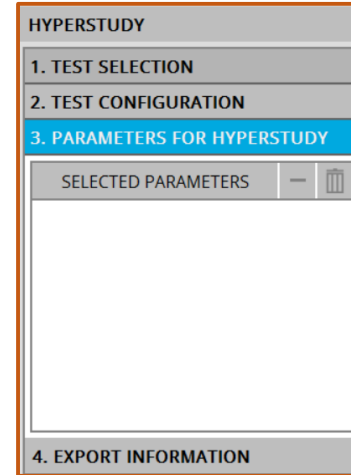 HYPERSTUDY
1. TEST SELECTION
2. TEST CONFIGURATION
3. PARAMETERS FOR HYPERSTUDY
SELECTED PARAMETERS
4. EXPORT INFORMATION